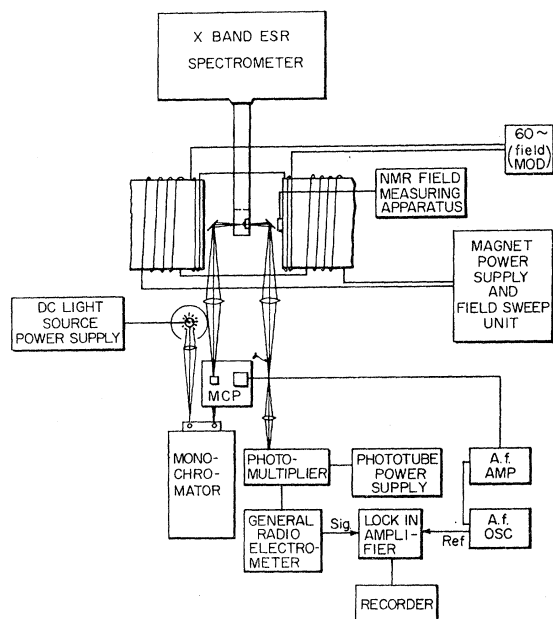 X BAND ESR
SPECTROMETER
60~
(field)
MOD
NMR FIELD
MEASURING
APPARATUS
MAGNET
POWER
SUPPLY
AND
FIELD SWEEP
UNIT
DC LIGHT
SOURCE
POWER SUPPLY
MCP
MONO-
CHRO-
MATOR
PHOTO-
MULTIPLIER
PHOTOTUBE
POWER
SUPPLY
A.f.
AMP
GENERAL
RADIO
ELECTRO-
METER
Sig.
LOCK IN
AMPLI-
FIER
Ref
A.f.
OSC
RECORDER